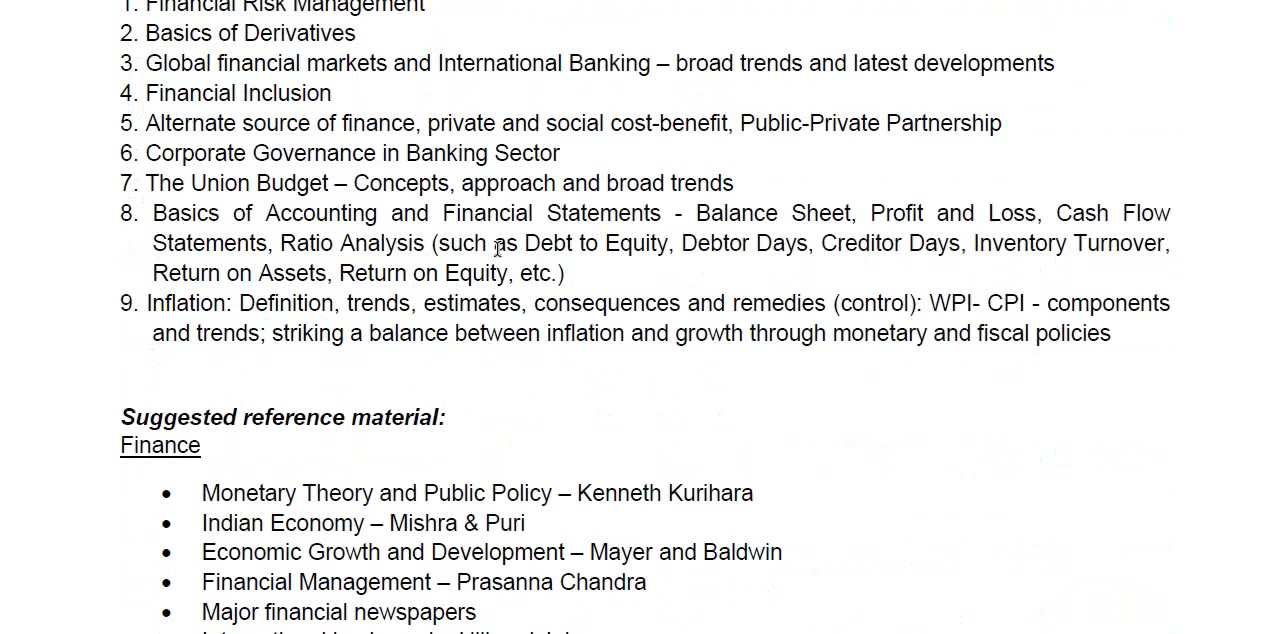 1. Financial Risk Management
2. Basics of Derivatives
3. Global financial markets and International Banking – broad trends and latest developments
4. Financial Inclusion
5. Alternate source of finance, private and social cost-benefit, Public-Private Partnership
6. Corporate Governance in Banking Sector
7. The Union Budget – Concepts, approach and broad trends
8. Basics of Accounting and Financial Statements - Balance Sheet, Profit and Loss, Cash Flow
Statements, Ratio Analysis (such as Debt to Equity, Debtor Days, Creditor Days, Inventory Turnover,
Return on Assets, Return on Equity, etc.)
9. Inflation: Definition, trends, estimates, consequences and remedies (control): WPI- CPI - components
and trends; striking a balance between inflation and growth through monetary and fiscal policies
Suggested reference material:
Finance
• Monetary Theory and Public Policy – Kenneth Kurihara
• Indian Economy – Mishra & Puri
• Economic Growth and Development – Mayer and Baldwin
• Financial Management – Prasanna Chandra
• Major financial newspapers